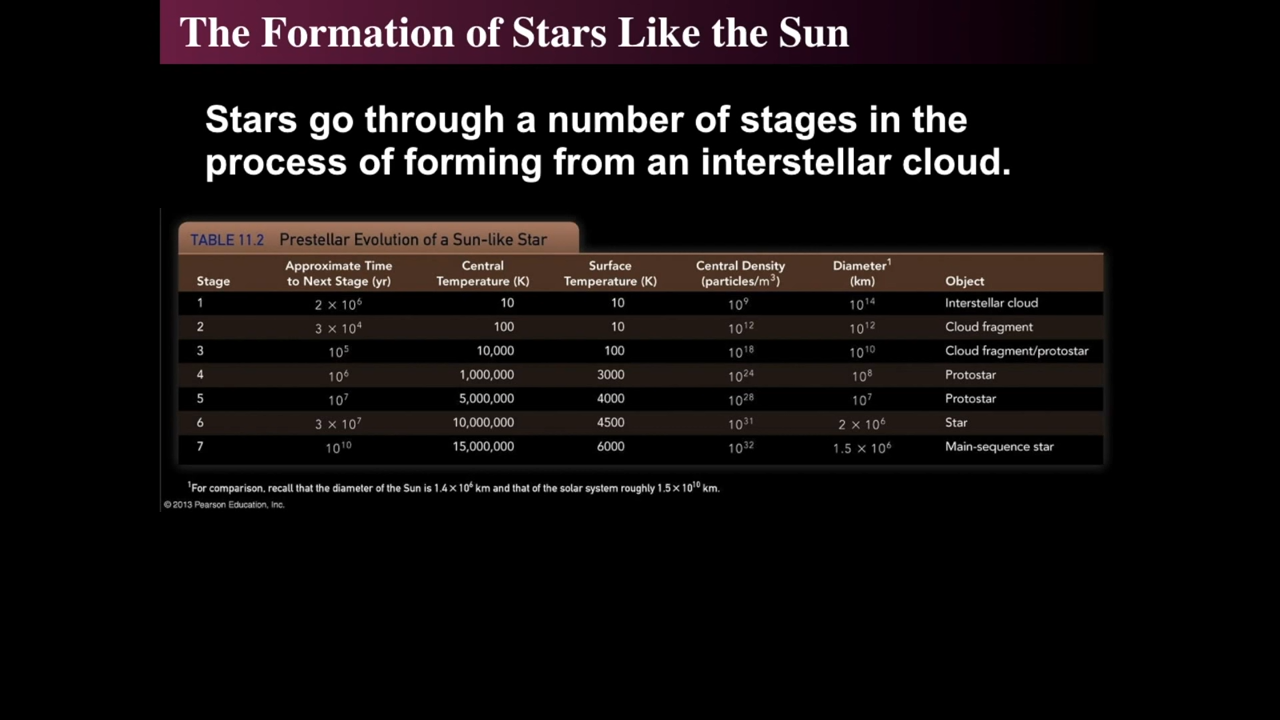 The Formation of Stars Like the Sun
Stars go through a number of stages in the
process of forming from an interstellar cloud.
TABLE 11.2 Prestellar Evolution of a Sun-like Star
Stage Approximate Time to Next Stage (yr) Central Temperature (K) Surface Temperature (K) Central Density (particles/m³) Diameter¹ (km) Object
1 2 × 10⁶ 10 10 10⁹ 10¹⁴ Interstellar cloud
2 3 × 10⁴ 100 10 10¹² 10¹² Cloud fragment
3 10⁵ 10,000 100 10¹⁸ 10¹⁰ Cloud fragment/protostar
4 10⁶ 1,000,000 3000 10²⁴ 10⁸ Protostar
5 10⁷ 5,000,000 4000 10²⁸ 10⁷ Protostar
6 3 × 10⁷ 10,000,000 4500 10³¹ 2 × 10⁶ Star
7 10¹⁰ 15,000,000 6000 10³² 1.5 × 10⁶ Main-sequence star
¹For comparison, recall that the diameter of the Sun is 1.4 × 10⁶ km and that of the solar system roughly 1.5 × 10¹⁰ km.
© 2013 Pearson Education, Inc.